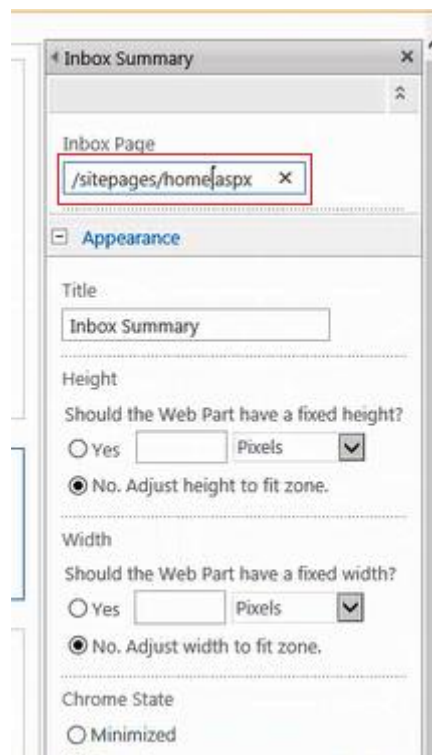 Inbox Summary
Inbox Page
/sitepages/home.aspx
Appearance
Title
Inbox Summary
Height
Should the Web Part have a fixed height?
Yes Pixels
No. Adjust height to fit zone.
Width
Should the Web Part have a fixed width?
Yes Pixels
No. Adjust width to fit zone.
Chrome State
Minimized